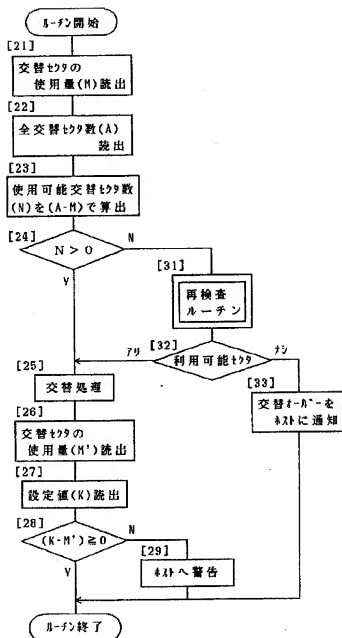 ルーチン開始
[21]
交替セクタの
使用量(M)読出
[22]
全交替セクタ数(A)
読出
[23]
使用可能交替セクタ数
(N)を(A-M)で算出
[24]
N>0
N
Y
[31]
再検査
ルーチン
[32]
利用可能セクタ
アリ
ナシ
[33]
交替オーバーを
ホストに通知
[25]
交替処理
[26]
交替セクタの
使用量(M')読出
[27]
設定値(K)読出
[28]
(K-M')≧0
N
Y
[29]
ホストへ警告
ルーチン終了